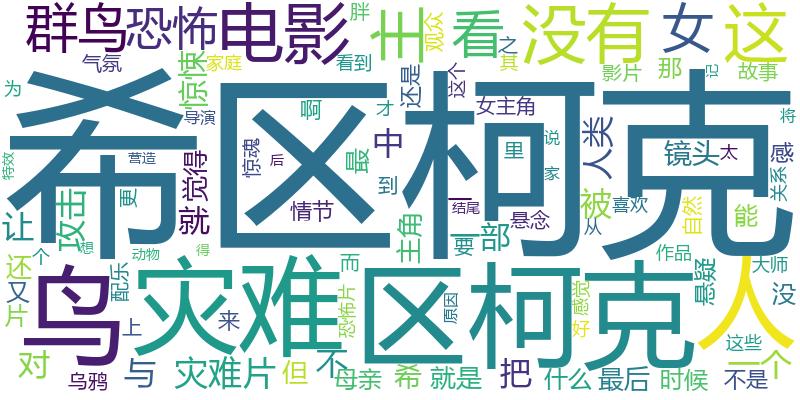 群鸟
恐怖
电影
胖
主
观众
看
之
其
没有
女
这
气氛
惊悚
家庭
看到
还是
这个
影片
那
记
故事
为
希区柯克
导演
啊
才
女主角
将
特效
营造
觉得
惊魂
后
最
中
到
里
说
家
人类
镜头
太
感
关系
就
更
情节
一
结尾
悬念
从
被
喜欢
自然
能
让
攻击
主角
要
一部
作品
大师
还
个
想
动物
得
鸟
灾难
而
区柯克
原因
感觉
好
悬疑
人
没
又
片
配乐
上
来
恐怖片
这些
对
乌鸦
与
灾难片
但
不
母亲
希
就是
把
什么
最后
时候
不是
一个